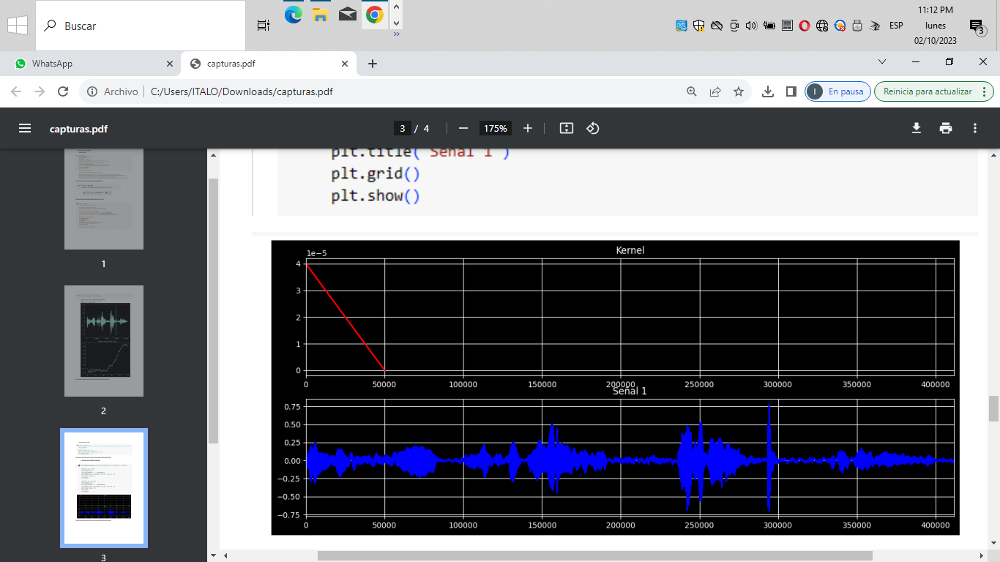 Buscar
11:12 PM
ESP
lunes
02/10/2023
3
WhatsApp
capturas.pdf
Archivo
C:/Users/ITALO/Downloads/capturas.pdf
I
En pausa
Reinicia para actualizar
capturas.pdf
3 / 4
175%
1
2
3
plt.title( Señal 1 )
plt.grid()
plt.show()
Kernel
1e−5
4
3
2
1
0
0 50000 100000 150000 200000 250000 300000 350000 400000
Señal 1
0.75
0.50
0.25
0.00
−0.25
−0.50
−0.75
0 50000 100000 150000 200000 250000 300000 350000 400000